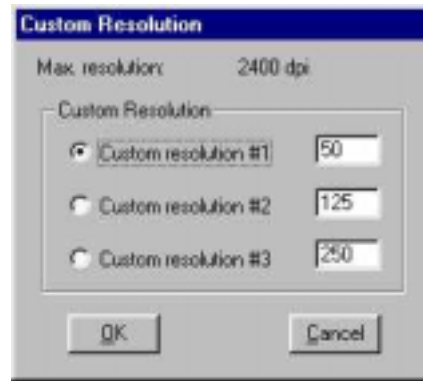 Custom Resolution
Max. resolution: 2400 dpi
Custom Resolution
Custom resolution #1 50
Custom resolution #2 125
Custom resolution #3 250
OK Cancel